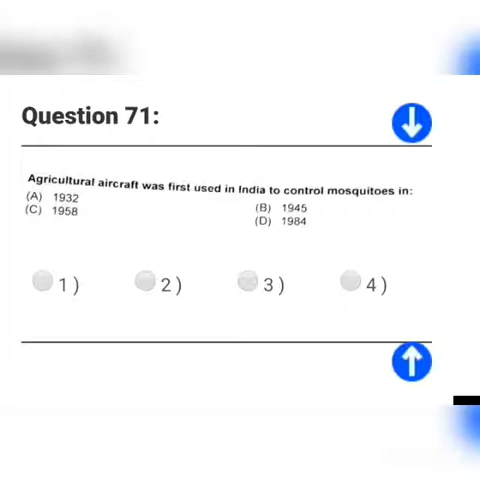 Question 71:
Agricultural aircraft was first used in India to control mosquitoes in:
(A) 1932
(B) 1945
(C) 1958
(D) 1984
1)
2)
3)
4)